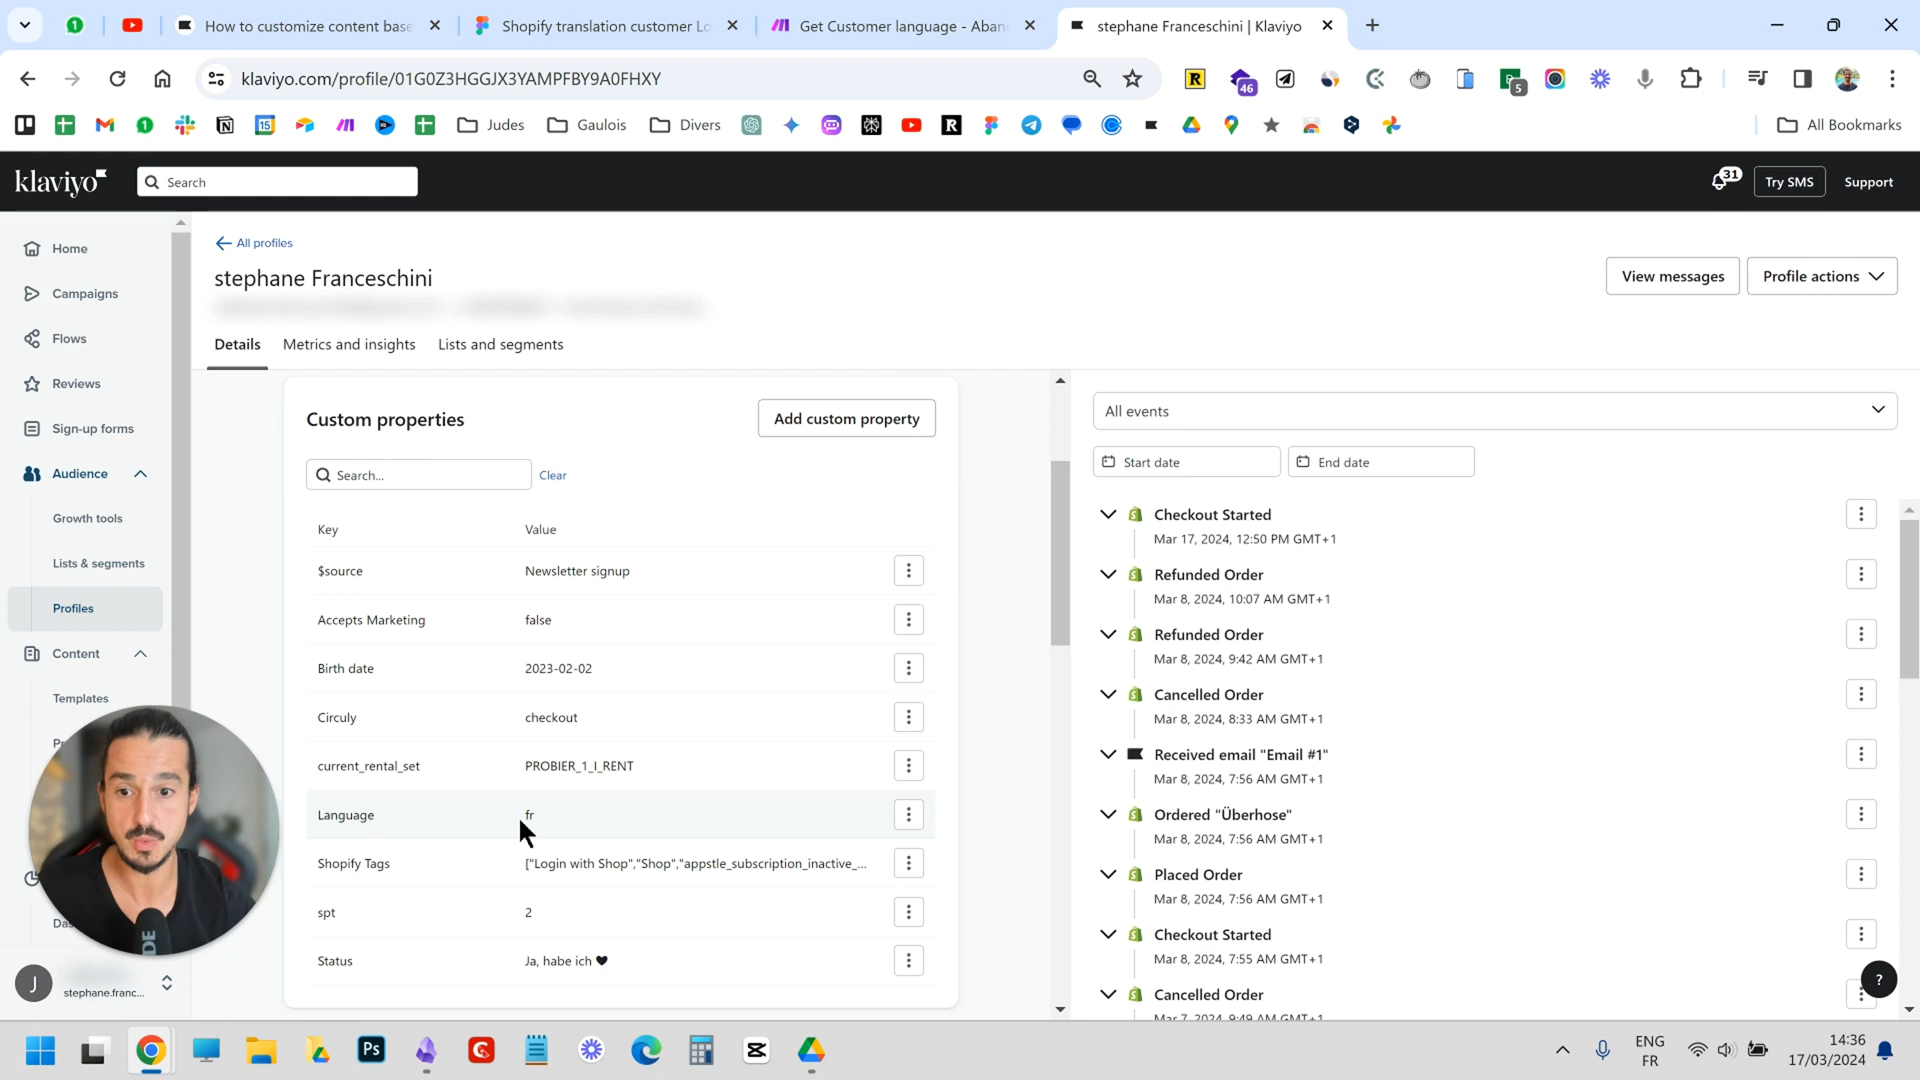 How to customize content base
Shopify translation customer Lo
Get Customer language - Aban
stephane Franceschini | Klaviyo
klaviyo.com/profile/01G0Z3HGGJX3YAMPFBY9A0FHXY
46
5
15
Judes
Gaulois
Divers
All Bookmarks
klaviyo
Search
31
Try SMS
Support
Home
Campaigns
Flows
Reviews
Sign-up forms
Audience
Growth tools
Lists & segments
Profiles
Content
Templates
J
stephane.franc...
All profiles
stephane Franceschini
View messages
Profile actions
Details
Metrics and insights
Lists and segments
Custom properties
Add custom property
Search...
Clear
Key
Value
$source
Newsletter signup
Accepts Marketing
false
Birth date
2023-02-02
Circuly
checkout
current_rental_set
PROBIER_1_I_RENT
Language
fr
Shopify Tags
["Login with Shop","Shop","appstle_subscription_inactive_...
spt
2
Status
Ja, habe ich 🖤
All events
Start date
End date
Checkout Started
Mar 17, 2024, 12:50 PM GMT+1
Refunded Order
Mar 8, 2024, 10:07 AM GMT+1
Refunded Order
Mar 8, 2024, 9:42 AM GMT+1
Cancelled Order
Mar 8, 2024, 8:33 AM GMT+1
Received email "Email #1"
Mar 8, 2024, 7:56 AM GMT+1
Ordered "Überhose"
Mar 8, 2024, 7:56 AM GMT+1
Placed Order
Mar 8, 2024, 7:56 AM GMT+1
Checkout Started
Mar 8, 2024, 7:55 AM GMT+1
Cancelled Order
Mar 7, 2024, 9:49 AM GMT+1
?
Ps
ENG
FR
14:36
17/03/2024